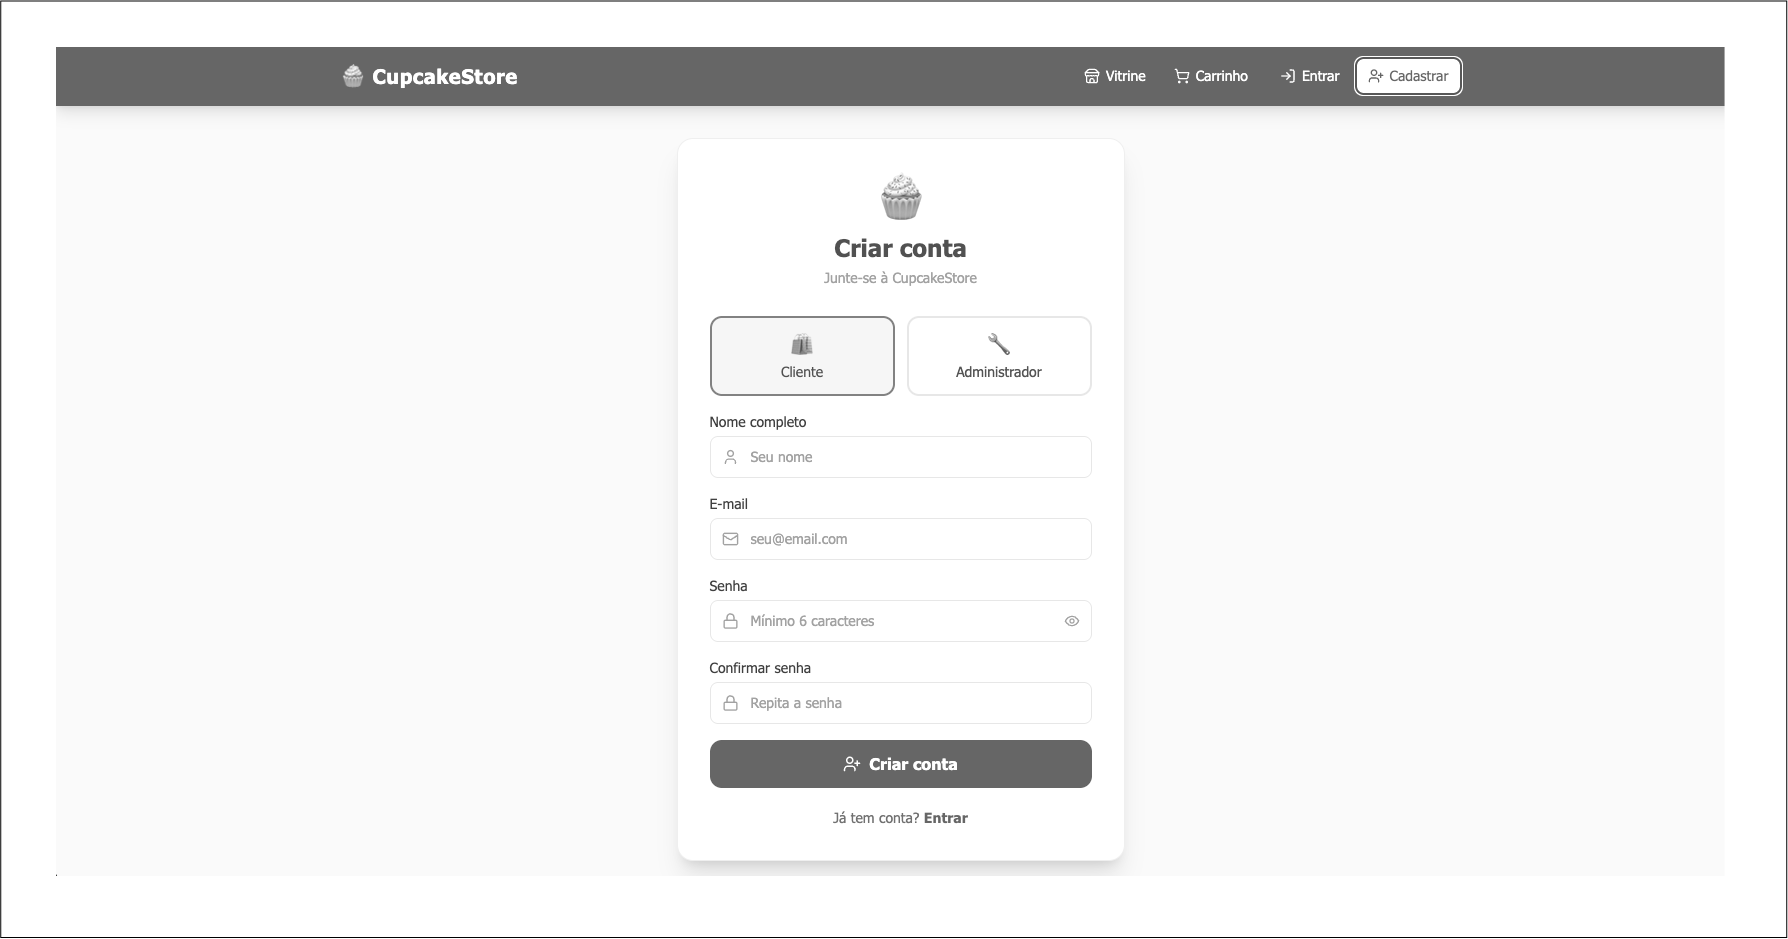 CupcakeStore
Vitrine
Carrinho
Entrar
Cadastrar
Criar conta
Junte-se à CupcakeStore
Cliente
Administrador
Nome completo
Seu nome
E-mail
seu@email.com
Senha
Mínimo 6 caracteres
Confirmar senha
Repita a senha
Criar conta
Já tem conta? Entrar